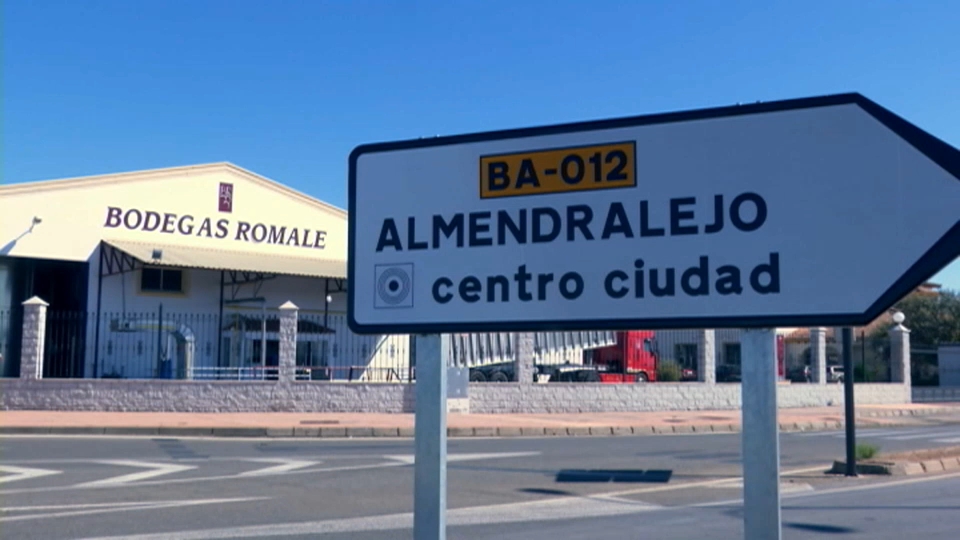 BODEGAS ROMALE
BA-012
ALMENDRALEJO
centro ciudad